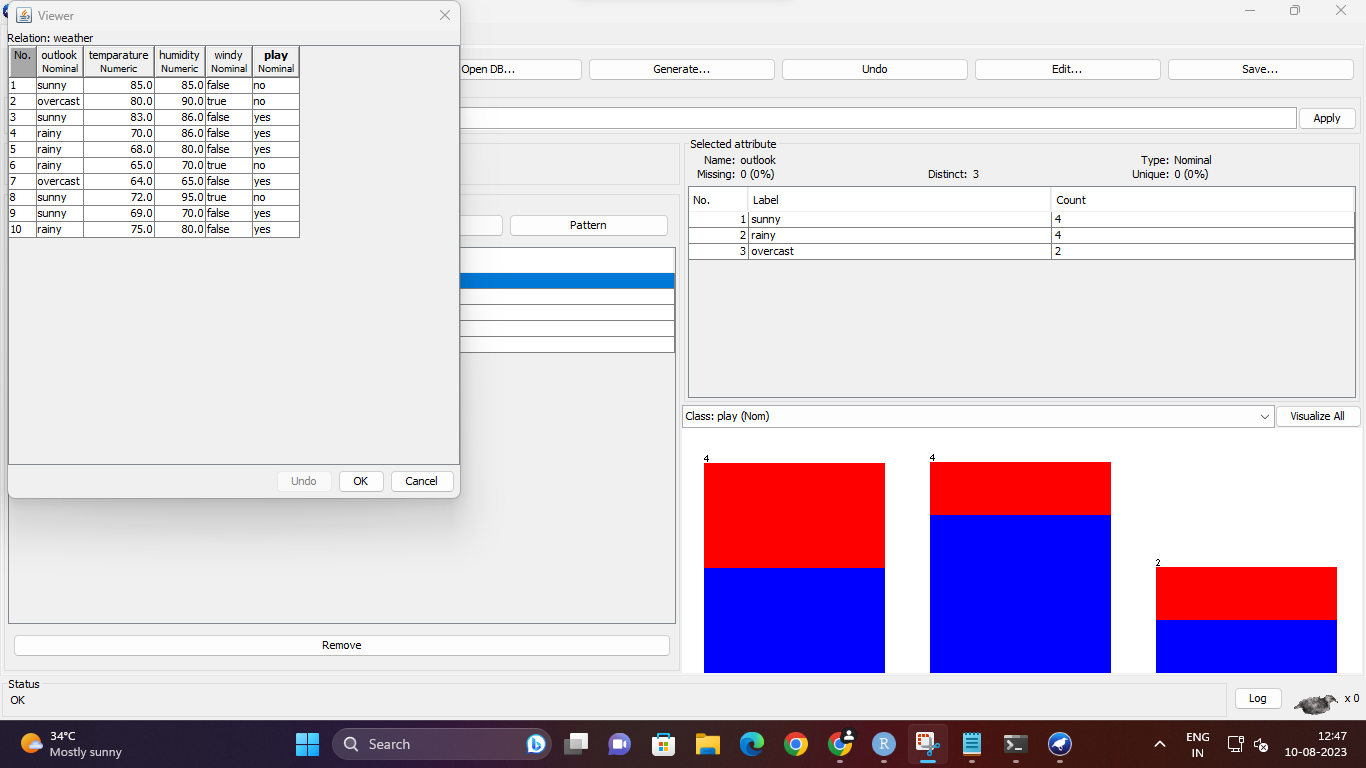 Viewer
Relation: weather
No. outlook temparature humidity windy play
Nominal Numeric Numeric Nominal Nominal
1 sunny 85.0 85.0 false no
2 overcast 80.0 90.0 true no
3 sunny 83.0 86.0 false yes
4 rainy 70.0 86.0 false yes
5 rainy 68.0 80.0 false yes
6 rainy 65.0 70.0 true no
7 overcast 64.0 65.0 false yes
8 sunny 72.0 95.0 true no
9 sunny 69.0 70.0 false yes
10 rainy 75.0 80.0 false yes
Undo OK Cancel
Open DB... Generate... Undo Edit... Save...
Apply
Pattern
Selected attribute
Name: outlook Type: Nominal
Missing: 0 (0%) Distinct: 3 Unique: 0 (0%)
No. Label Count
1 sunny 4
2 rainy 4
3 overcast 2
Class: play (Nom) Visualize All
4 4 2
Remove
Status
OK
Log x 0
34°C
Mostly sunny
Search
R
ENG
IN
12:47
10-08-2023